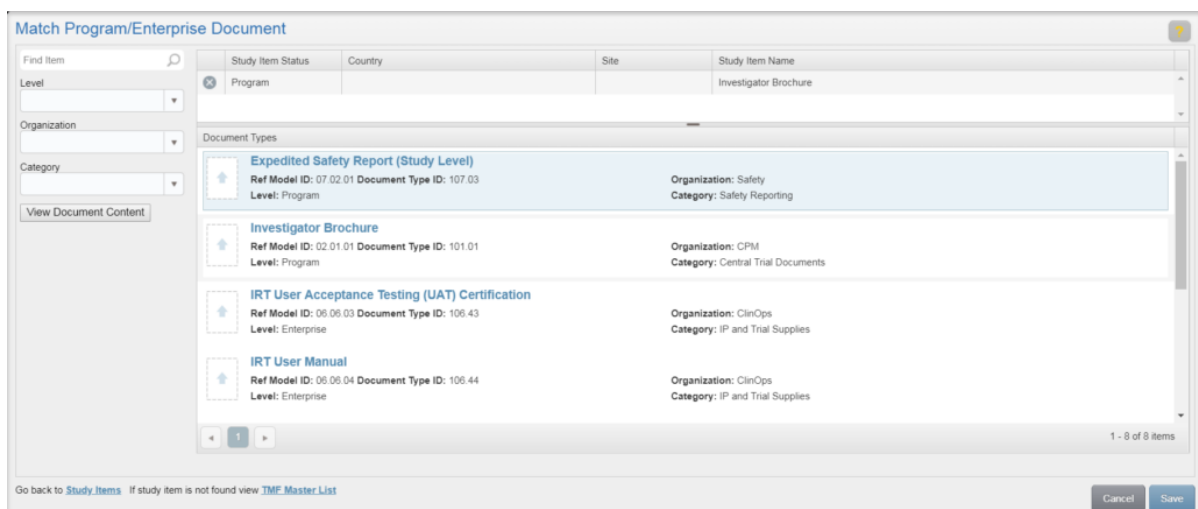 Match Program/Enterprise Document
?
Find Item
Level
Organization
Category
View Document Content
Study Item Status Country Site Study Item Name
Program Investigator Brochure
Document Types
Expedited Safety Report (Study Level)
Ref Model ID: 07.02.01 Document Type ID: 107.03 Organization: Safety
Level: Program Category: Safety Reporting
Investigator Brochure
Ref Model ID: 02.01.01 Document Type ID: 101.01 Organization: CPM
Level: Program Category: Central Trial Documents
IRT User Acceptance Testing (UAT) Certification
Ref Model ID: 06.06.03 Document Type ID: 106.43 Organization: ClinOps
Level: Enterprise Category: IP and Trial Supplies
IRT User Manual
Ref Model ID: 06.06.04 Document Type ID: 106.44 Organization: ClinOps
Level: Enterprise Category: IP and Trial Supplies
1 1 - 8 of 8 items
Go back to Study Items If study item is not found view TMF Master List
Cancel Save